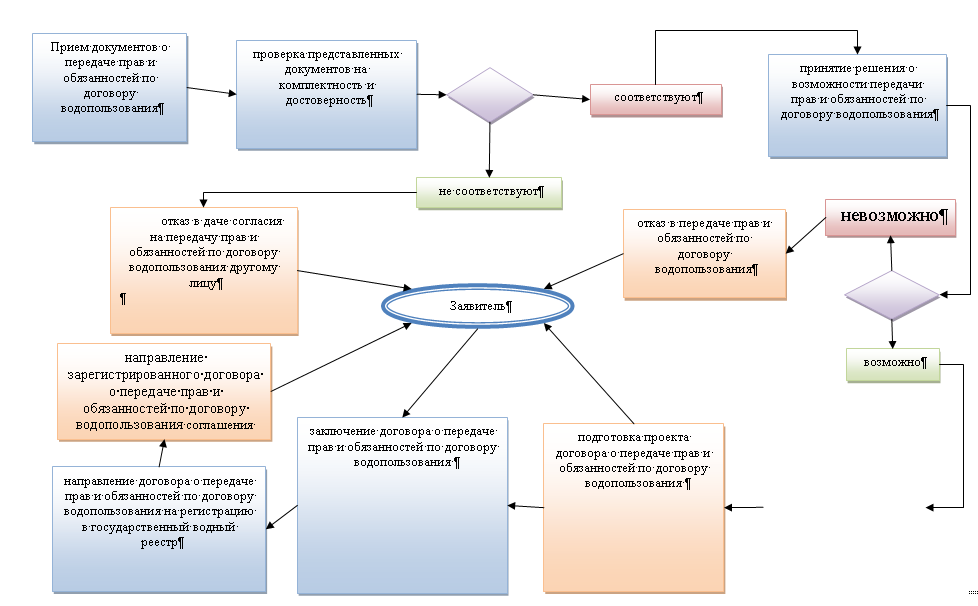 Прием документов о
передаче прав и
обязанностей по
договору
водопользования¶
проверка представленных
документов на
комплектность и
достоверность¶
соответствуют¶
принятие решения о
возможности передачи
прав и обязанностей по
договору водопользования¶
не соответствуют¶
отказ в даче согласия
на передачу прав и
обязанностей по договору
водопользования другому
лицу¶
¶
отказ в передаче прав и
обязанностей по
договору
водопользования¶
невозможно¶
Заявитель¶
возможно¶
направление
зарегистрированного договора
о передаче прав и
обязанностей по договору
водопользования соглашения
заключение договора о передаче
прав и обязанностей по договору
водопользования ¶
подготовка проекта
договора о передаче прав и
обязанностей по договору
водопользования ¶
направление договора о передаче
прав и обязанностей по договору
водопользования на регистрацию
в государственный водный
реестр¶